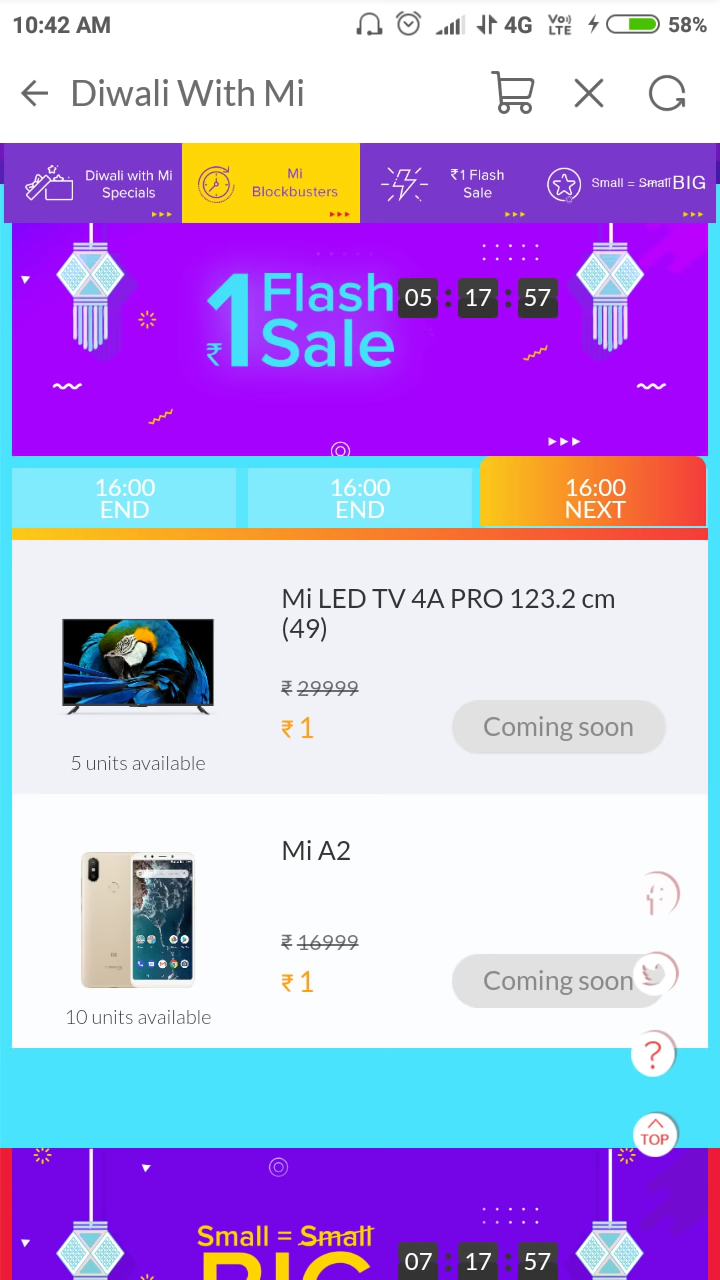 10:42 AM
4G
Vo))
LTE
58%
Diwali With Mi
Diwali with Mi
Specials
Mi
Blockbusters
₹1 Flash
Sale
Small = Small BIG
₹1 Flash
Sale
05 : 17 : 57
16:00
END
16:00
END
16:00
NEXT
Mi LED TV 4A PRO 123.2 cm
(49)
₹ 29999
₹ 1
Coming soon
5 units available
Mi A2
₹ 16999
₹ 1
Coming soon
10 units available
?
TOP
Small = Small
BIG
07 : 17 : 57